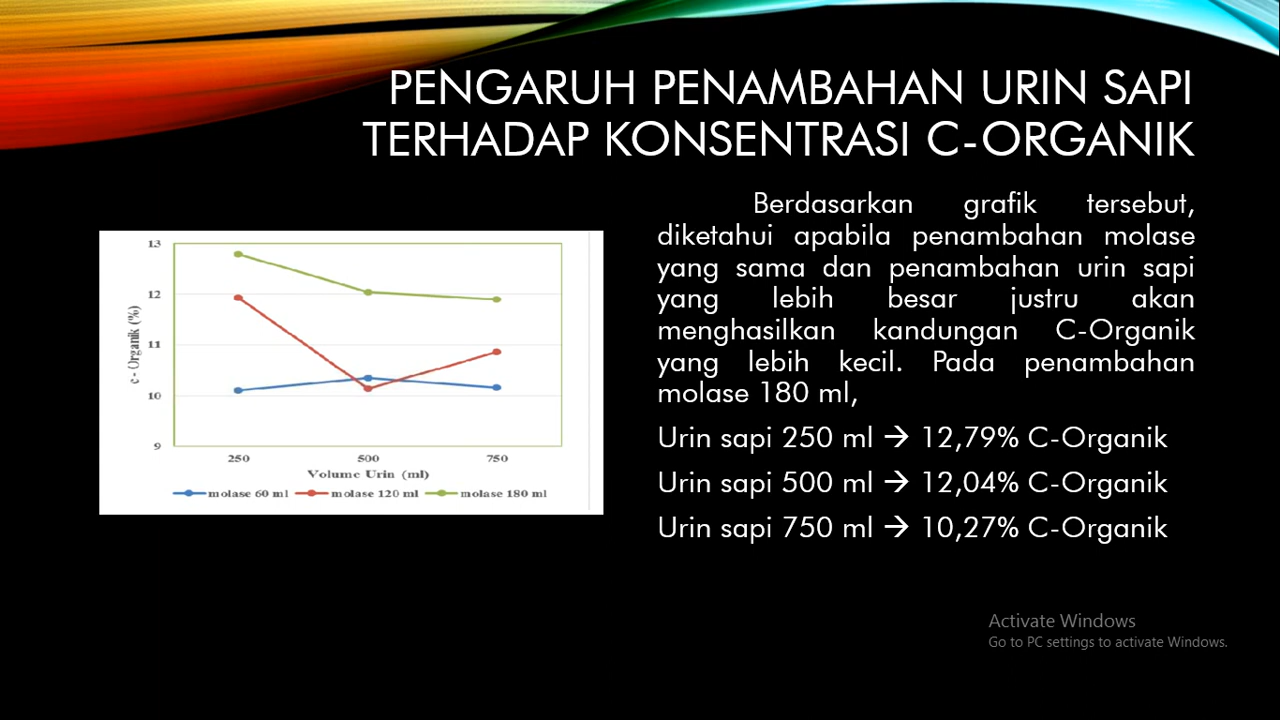 PENGARUH PENAMBAHAN URIN SAPI
TERHADAP KONSENTRASI C-ORGANIK
13
12
11
10
9
c - Organik (%)
250
500
750
Volume Urin (ml)
molase 60 ml
molase 120 ml
molase 180 ml
Berdasarkan grafik tersebut,
diketahui apabila penambahan molase
yang sama dan penambahan urin sapi
yang lebih besar justru akan
menghasilkan kandungan C-Organik
yang lebih kecil. Pada penambahan
molase 180 ml,
Urin sapi 250 ml → 12,79% C-Organik
Urin sapi 500 ml → 12,04% C-Organik
Urin sapi 750 ml → 10,27% C-Organik
Activate Windows
Go to PC settings to activate Windows.